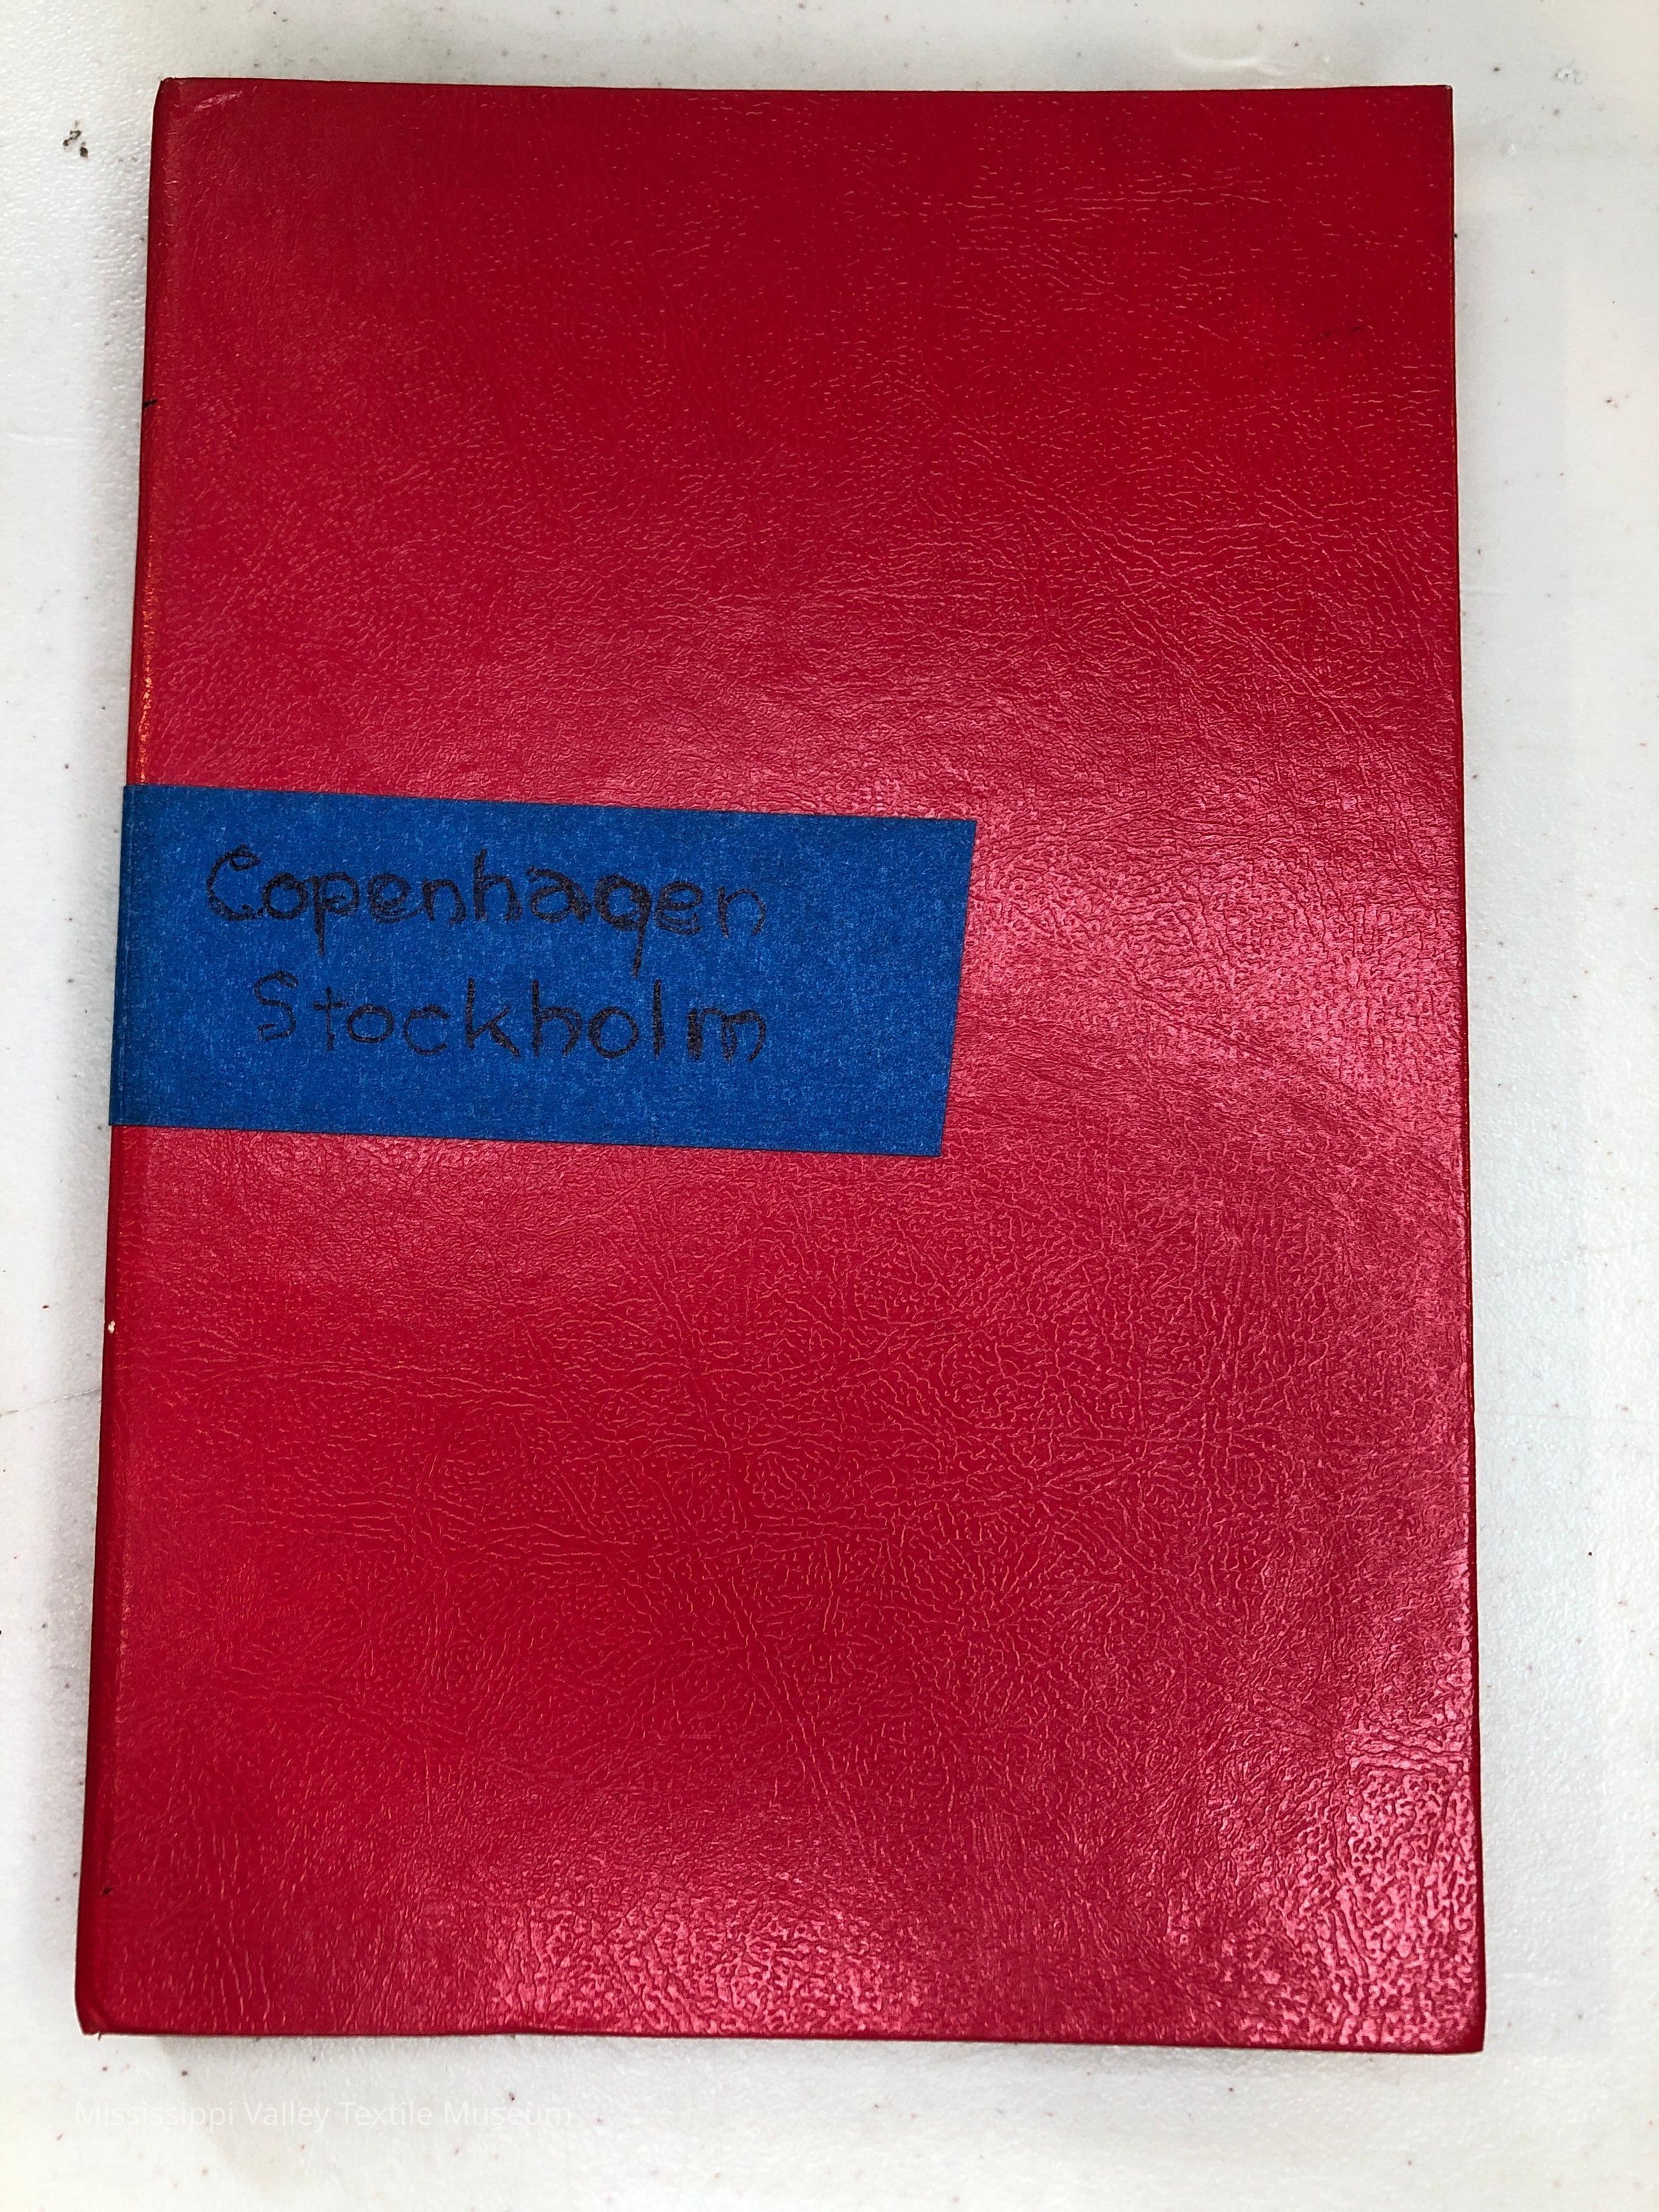 Copenhagen
Stockholm
Mississippi Valley Textile Museum